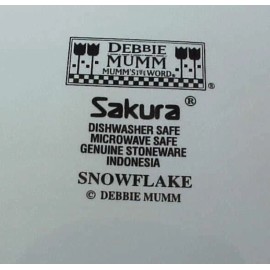 DEBBIE
MUMM
MUMM'S THE WORD®
Sakura®
DISHWASHER SAFE
MICROWAVE SAFE
GENUINE STONEWARE
INDONESIA
SNOWFLAKE
© DEBBIE MUMM